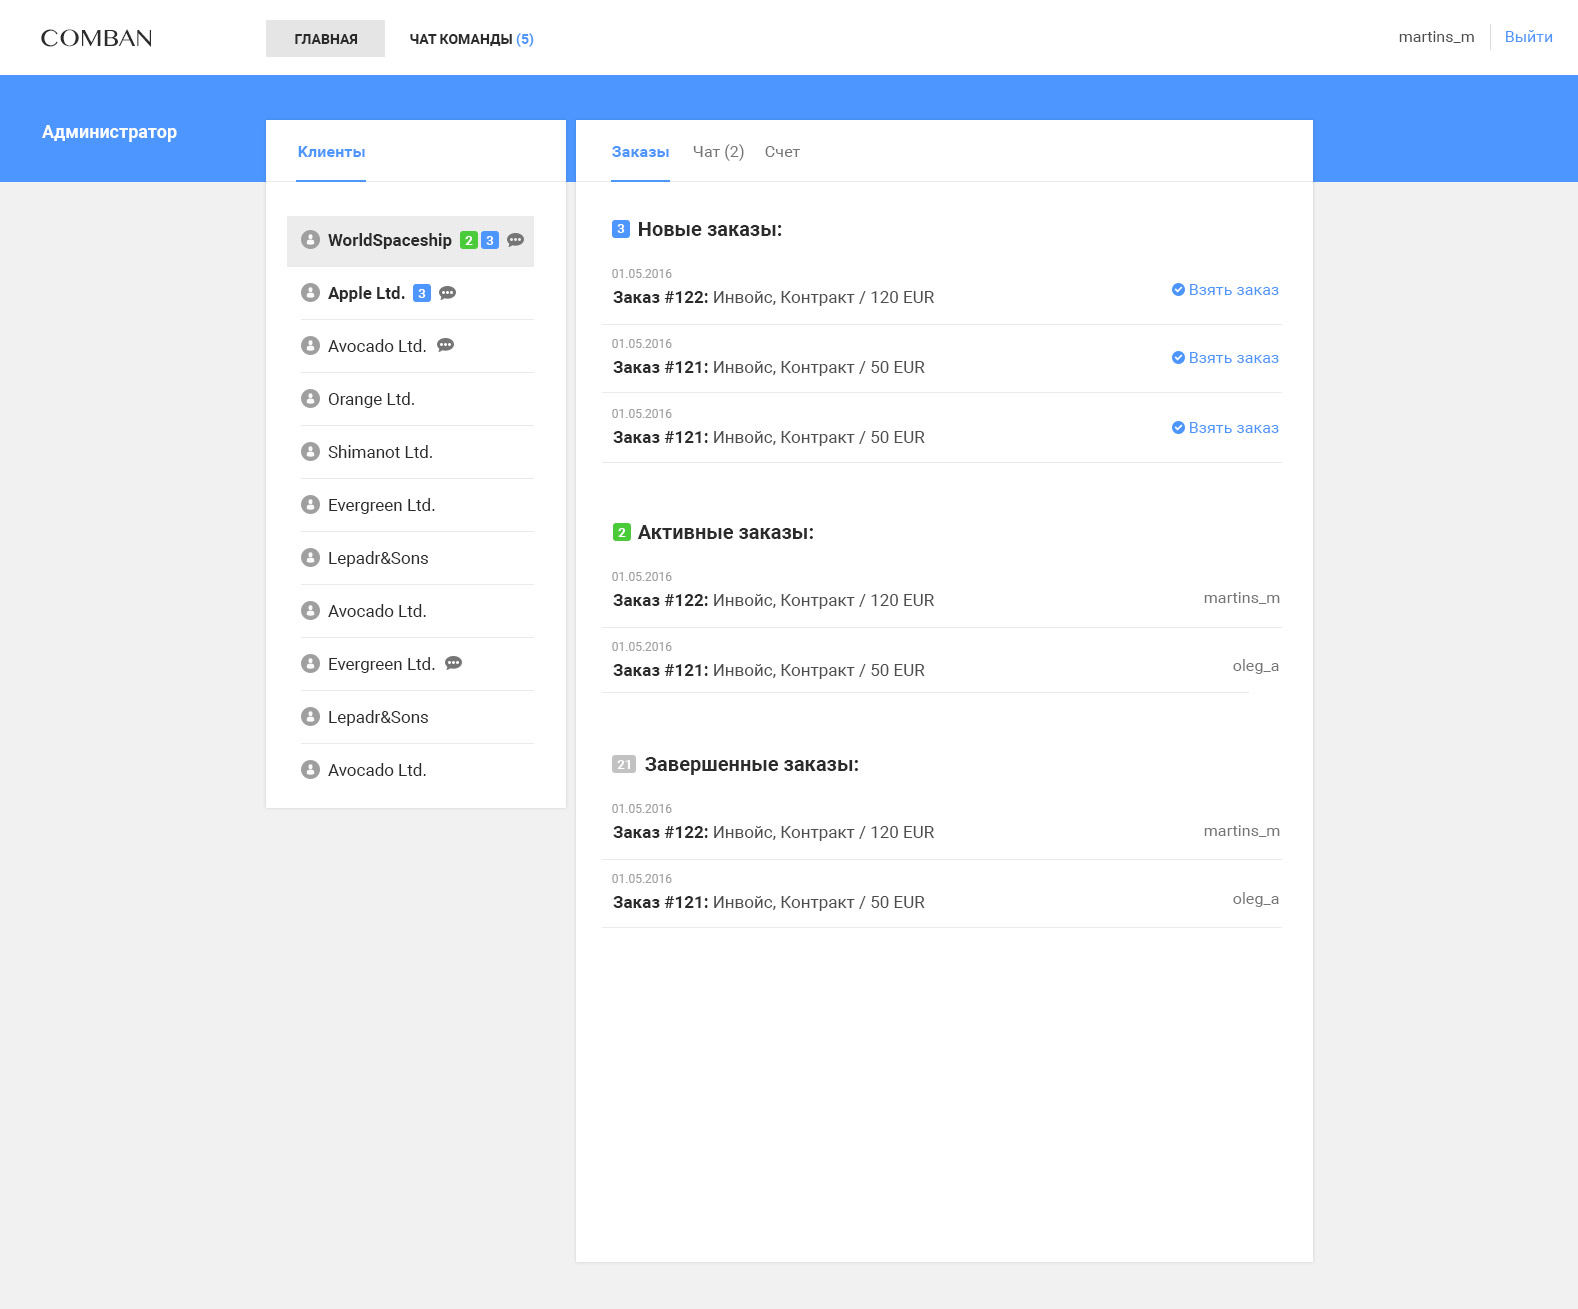 COMBAN
ГЛАВНАЯ
ЧАТ КОМАНДЫ (5)
martins_m
Выйти
Администратор
Клиенты
WorldSpaceship 2 3
Apple Ltd. 3
Avocado Ltd.
Orange Ltd.
Shimanot Ltd.
Evergreen Ltd.
Lepadr&Sons
Avocado Ltd.
Evergreen Ltd.
Lepadr&Sons
Avocado Ltd.
Заказы Чат (2) Счет
3 Новые заказы:
01.05.2016
Заказ #122: Инвойс, Контракт / 120 EUR
Взять заказ
01.05.2016
Заказ #121: Инвойс, Контракт / 50 EUR
Взять заказ
01.05.2016
Заказ #121: Инвойс, Контракт / 50 EUR
Взять заказ
2 Активные заказы:
01.05.2016
Заказ #122: Инвойс, Контракт / 120 EUR
martins_m
01.05.2016
Заказ #121: Инвойс, Контракт / 50 EUR
oleg_a
21 Завершенные заказы:
01.05.2016
Заказ #122: Инвойс, Контракт / 120 EUR
martins_m
01.05.2016
Заказ #121: Инвойс, Контракт / 50 EUR
oleg_a